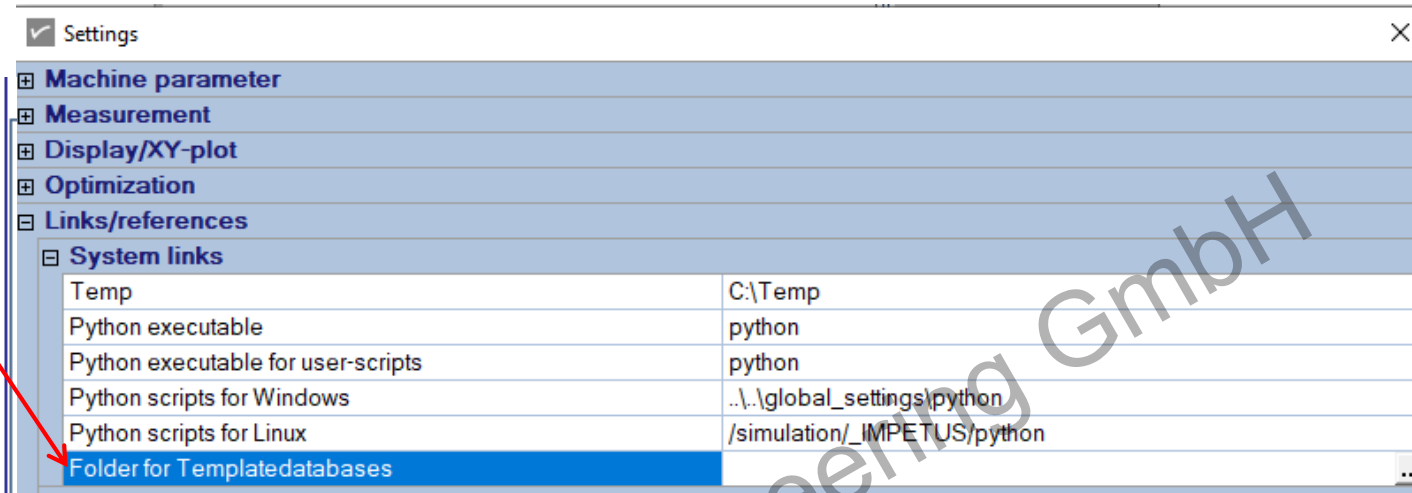 Settings
Machine parameter
Measurement
Display/XY-plot
Optimization
Links/references
System links
Temp C:\Temp
Python executable python
Python executable for user-scripts python
Python scripts for Windows ..\..\global_settings\python
Python scripts for Linux /simulation/_IMPETUS/python
Folder for Templatedatabases ..
eering GmbH